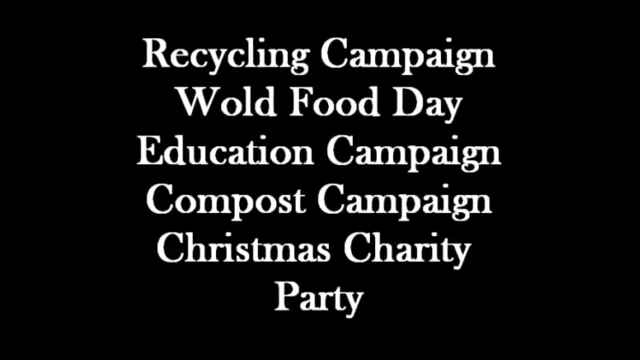 Recycling Campaign
Wold Food Day
Education Campaign
Compost Campaign
Christmas Charity
Party